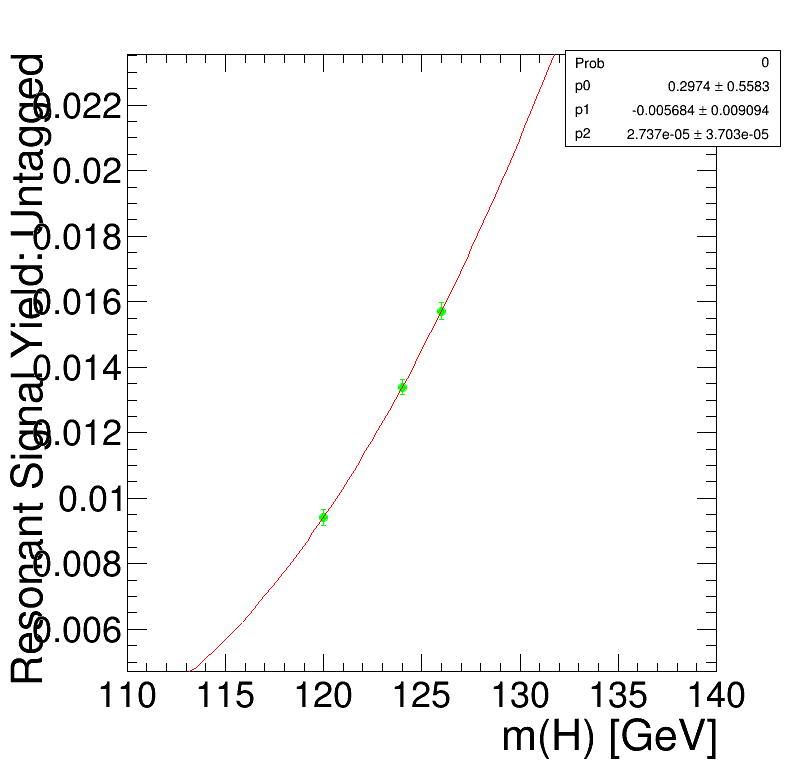 Prob 0
p0 0.2974 ± 0.5583
p1 -0.005684 ± 0.009094
p2 2.737e-05 ± 3.703e-05
Resonant Signal Yield: Untagged
0.022
0.02
0.018
0.016
0.014
0.012
0.01
0.008
0.006
110 115 120 125 130 135 140
m(H) [GeV]